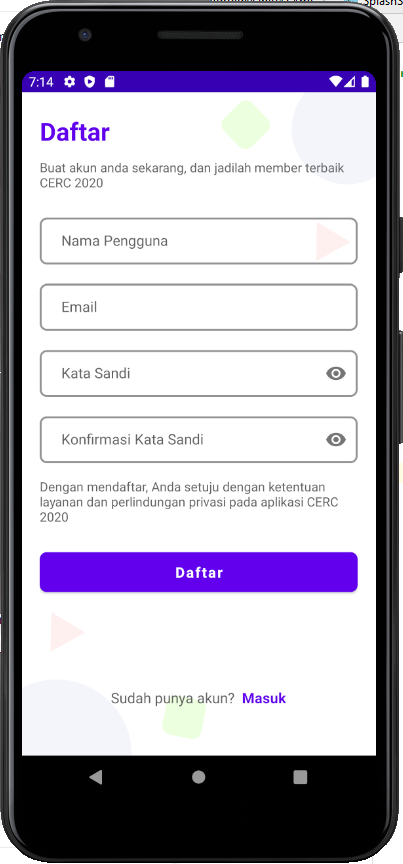 7:14
Daftar
Buat akun anda sekarang, dan jadilah member terbaik
CERC 2020
Nama Pengguna
Email
Kata Sandi
Konfirmasi Kata Sandi
Dengan mendaftar, Anda setuju dengan ketentuan
layanan dan perlindungan privasi pada aplikasi CERC
2020
Daftar
Sudah punya akun? Masuk